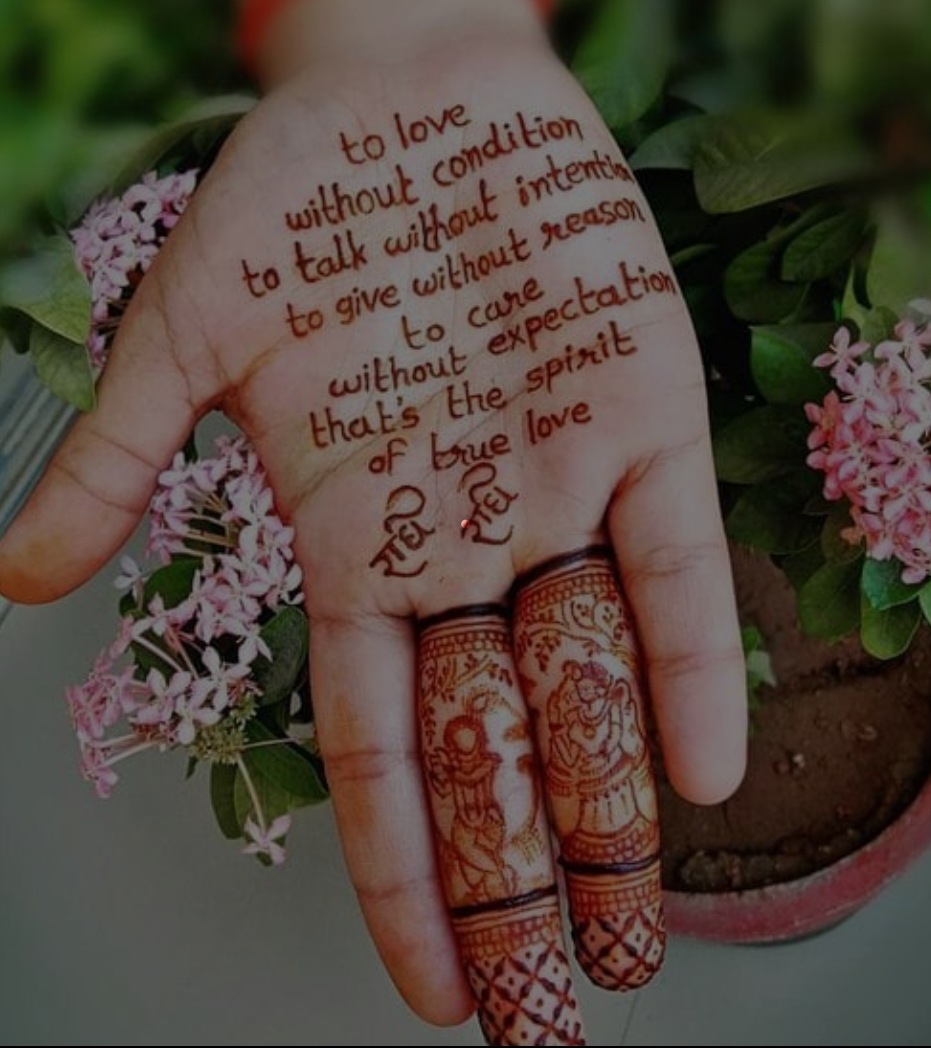 to love
without condition
to talk without intention
to give without reason
to care
without expectation
that's the spirit
of true love
राधे राधे